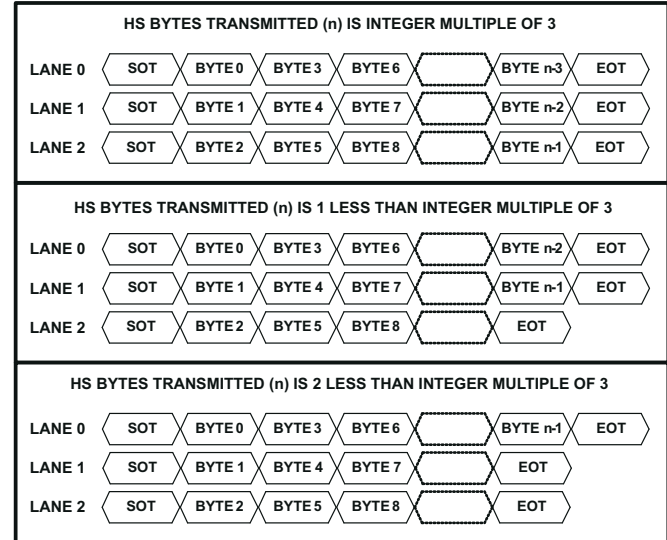 HS BYTES TRANSMITTED (n) IS INTEGER MULTIPLE OF 3
LANE 0 SOT BYTE 0 BYTE 3 BYTE 6 BYTE n-3 EOT
LANE 1 SOT BYTE 1 BYTE 4 BYTE 7 BYTE n-2 EOT
LANE 2 SOT BYTE 2 BYTE 5 BYTE 8 BYTE n-1 EOT
HS BYTES TRANSMITTED (n) IS 1 LESS THAN INTEGER MULTIPLE OF 3
LANE 0 SOT BYTE 0 BYTE 3 BYTE 6 BYTE n-2 EOT
LANE 1 SOT BYTE 1 BYTE 4 BYTE 7 BYTE n-1 EOT
LANE 2 SOT BYTE 2 BYTE 5 BYTE 8 EOT
HS BYTES TRANSMITTED (n) IS 2 LESS THAN INTEGER MULTIPLE OF 3
LANE 0 SOT BYTE 0 BYTE 3 BYTE 6 BYTE n-1 EOT
LANE 1 SOT BYTE 1 BYTE 4 BYTE 7 EOT
LANE 2 SOT BYTE 2 BYTE 5 BYTE 8 EOT